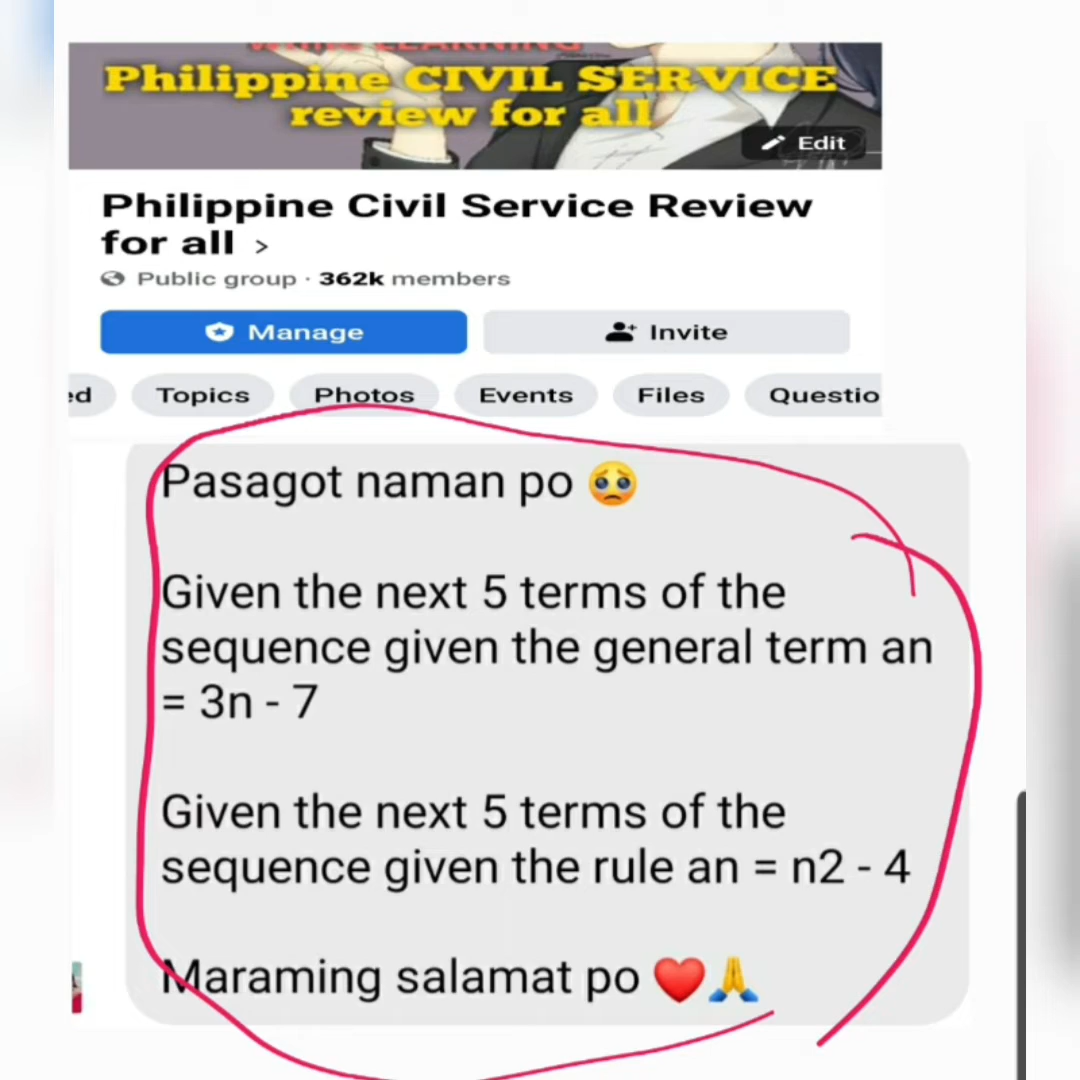 Philippine CIVIL SERVICE
review for all
Edit
Philippine Civil Service Review
for all >
Public group · 362k members
Manage
Invite
ed
Topics
Photos
Events
Files
Questio
Pasagot naman po 🥺
Given the next 5 terms of the
sequence given the general term an
= 3n - 7
Given the next 5 terms of the
sequence given the rule an = n2 - 4
Maraming salamat po ❤️🙏